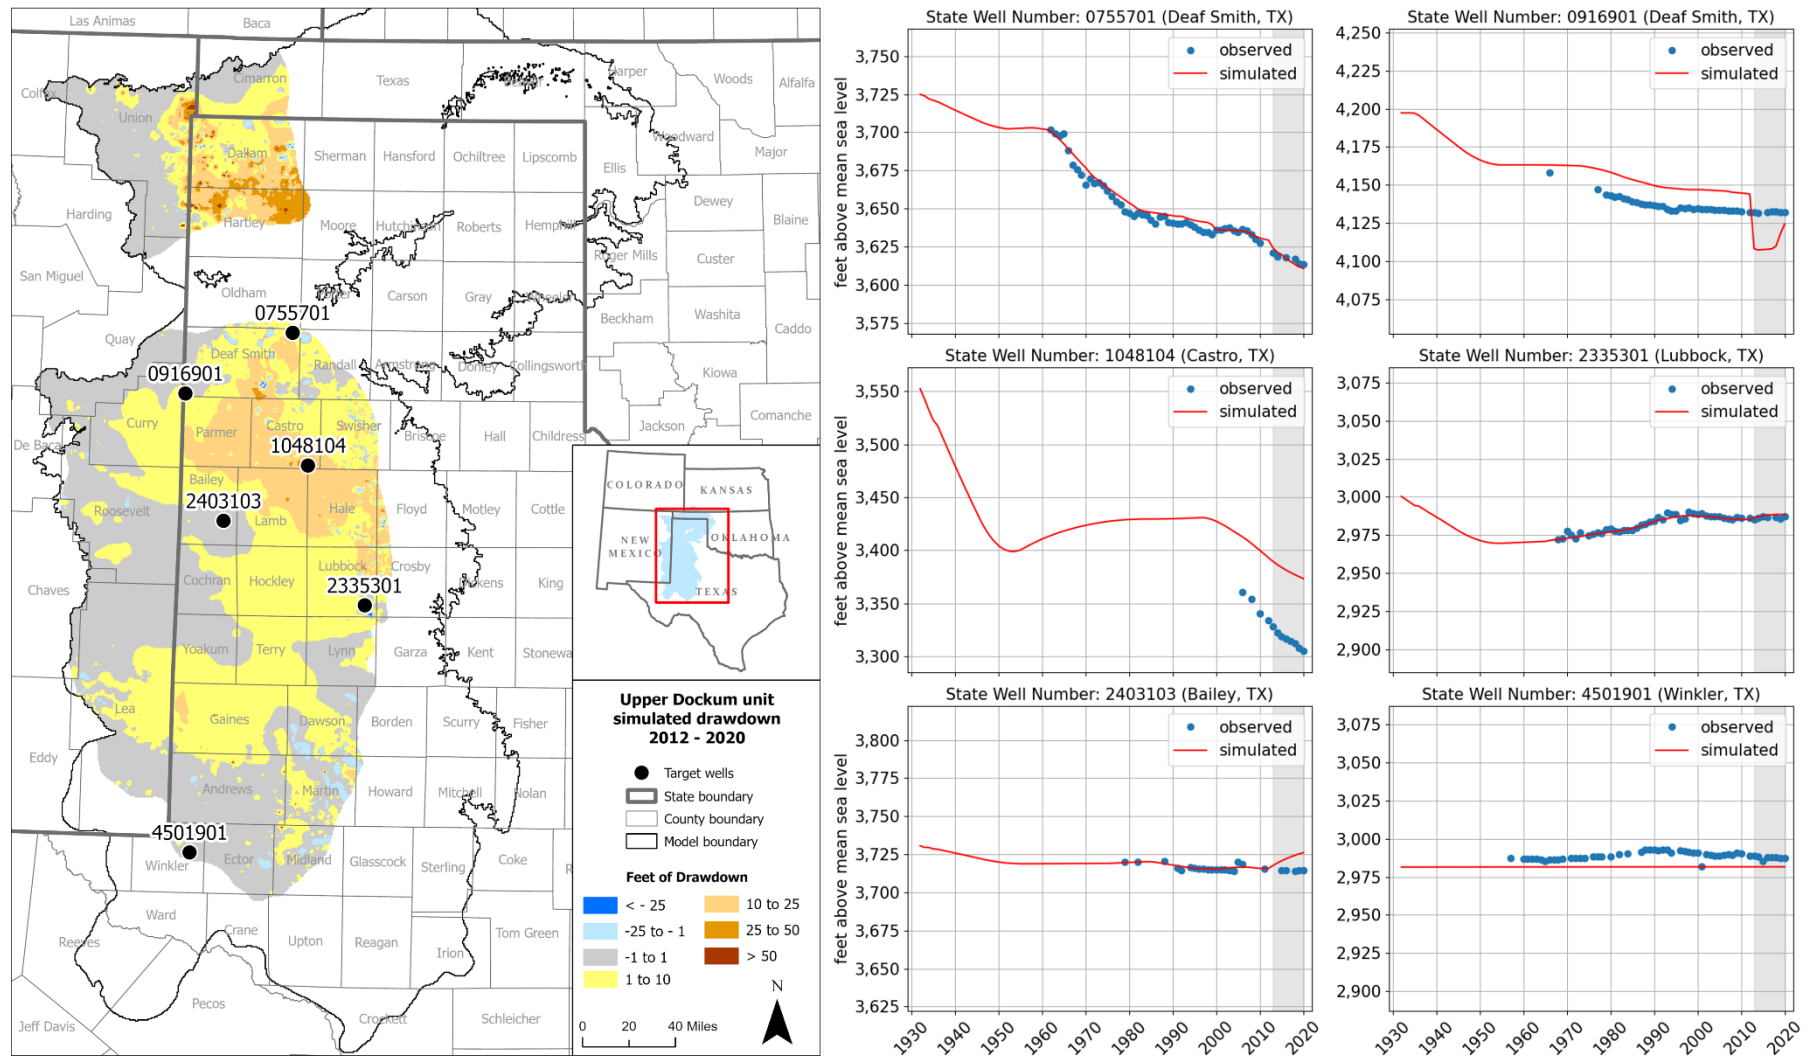 Las Animas
Baca
Cimarron
Texas
Harper
Woods
Alfalfa
Colfax
Union
Woodward
Major
Dallam
Sherman
Hansford
Ochiltree
Lipscomb
Ellis
Dewey
Blaine
Harding
Hartley
Moore
Hutchinson
Roberts
Hemphill
Roger Mills
Custer
San Miguel
Oldham
Potter
Carson
Gray
Wheeler
Beckham
Washita
Caddo
0755701
Quay
Deaf Smith
Randall
Armstrong
Donley
Collingsworth
Kiowa
0916901
Comanche
Curry
Parmer
Castro
Swisher
Briscoe
Hall
Childress
Jackson
De Baca
1048104
Bailey
2403103
Roosevelt
Lamb
Hale
Floyd
Motley
Cottle
Chaves
Cochran
Hockley
Lubbock
Crosby
Dickens
King
2335301
Yoakum
Terry
Lynn
Garza
Kent
Stonewa
Lea
Gaines
Dawson
Borden
Scurry
Fisher
Eddy
Andrews
Martin
Howard
Mitchell
Nolan
4501901
Winkler
Ector
Midland
Glasscock
Sterling
Coke
R
Ward
Reeves
Crane
Upton
Reagan
Irion
Tom Green
Pecos
Crockett
Schleicher
Jeff Davis
COLORADO
KANSAS
NEW
MEXICO
OKLAHOMA
TEXAS
Upper Dockum unit
simulated drawdown
2012 - 2020
Target wells
State boundary
County boundary
Model boundary
Feet of Drawdown
< - 25
-25 to - 1
-1 to 1
1 to 10
10 to 25
25 to 50
> 50
N
0 20 40 Miles
State Well Number: 0755701 (Deaf Smith, TX)
observed
simulated
feet above mean sea level
3,750
3,725
3,700
3,675
3,650
3,625
3,600
3,575
State Well Number: 0916901 (Deaf Smith, TX)
observed
simulated
4,250
4,225
4,200
4,175
4,150
4,125
4,100
4,075
State Well Number: 1048104 (Castro, TX)
observed
simulated
feet above mean sea level
3,550
3,500
3,450
3,400
3,350
3,300
State Well Number: 2335301 (Lubbock, TX)
observed
simulated
3,075
3,050
3,025
3,000
2,975
2,950
2,925
2,900
State Well Number: 2403103 (Bailey, TX)
observed
simulated
feet above mean sea level
3,800
3,775
3,750
3,725
3,700
3,675
3,650
3,625
1930 1940 1950 1960 1970 1980 1990 2000 2010 2020
State Well Number: 4501901 (Winkler, TX)
observed
simulated
3,075
3,050
3,025
3,000
2,975
2,950
2,925
2,900
1930 1940 1950 1960 1970 1980 1990 2000 2010 2020